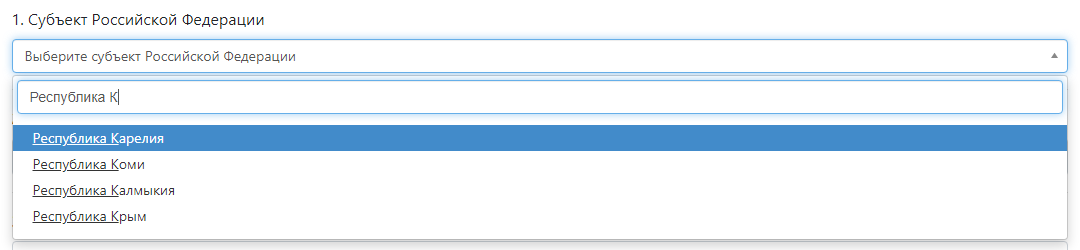 1. Субъект Российской Федерации
Выберите субъект Российской Федерации
Республика К
Республика Карелия
Республика Коми
Республика Калмыкия
Республика Крым